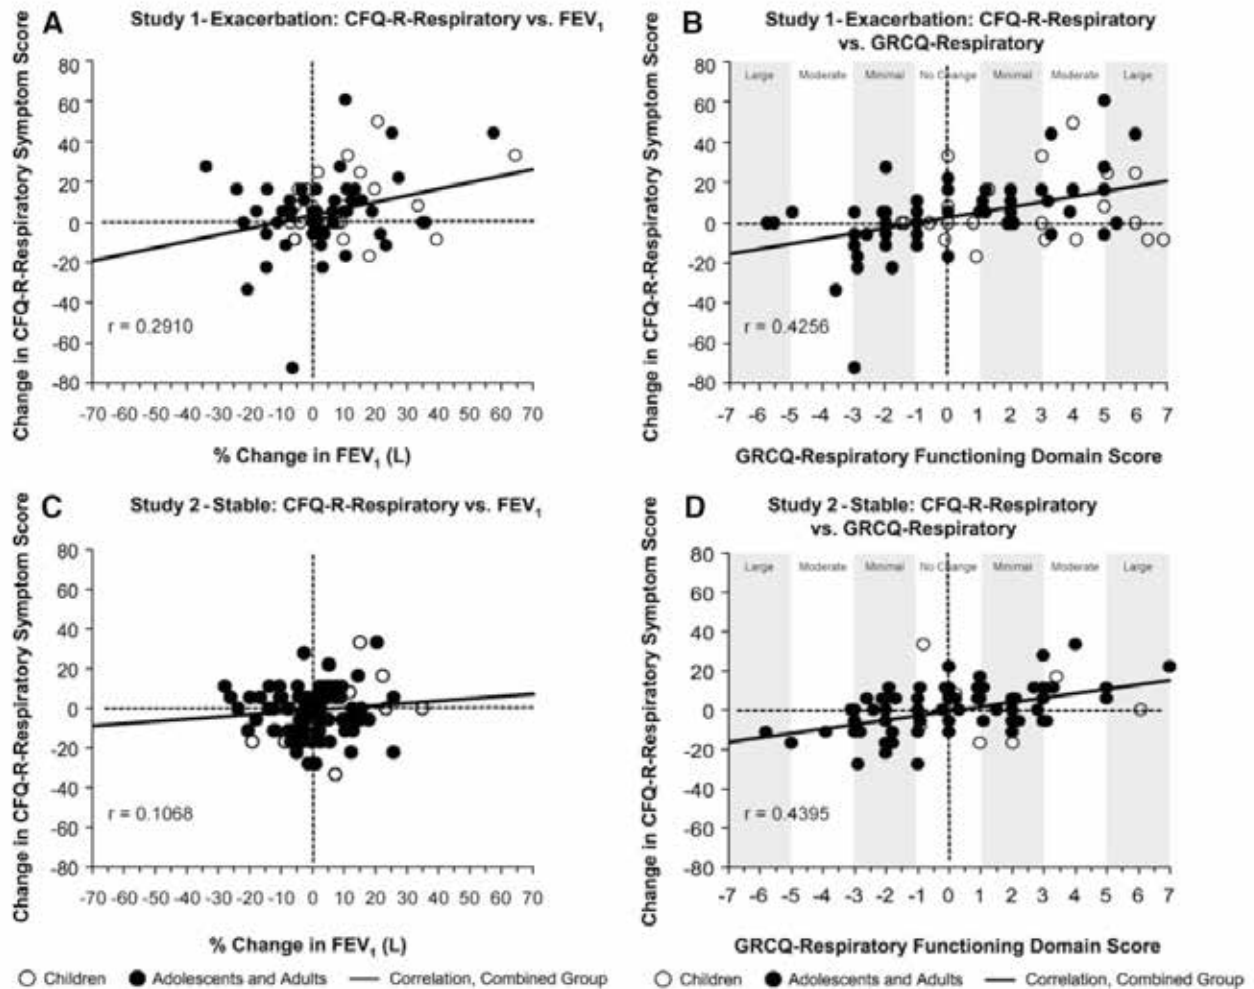 A
Study 1-Exacerbation: CFQ-R-Respiratory vs. FEV1
Change in CFQ-R-Respiratory Symptom Score
80
60
40
20
0
-20
-40
-60
-80
r = 0.2910
-70 -60 -50 -40 -30 -20 -10 0 10 20 30 40 50 60 70
% Change in FEV1 (L)
B
Study 1-Exacerbation: CFQ-R-Respiratory
vs. GRCQ-Respiratory
Change in CFQ-R-Respiratory Symptom Score
80
60
40
20
0
-20
-40
-60
-80
Large Moderate Minimal No Change Minimal Moderate Large
r = 0.4256
-7 -6 -5 -4 -3 -2 -1 0 1 2 3 4 5 6 7
GRCQ-Respiratory Functioning Domain Score
C
Study 2-Stable: CFQ-R-Respiratory vs. FEV1
Change in CFQ-R-Respiratory Symptom Score
80
60
40
20
0
-20
-40
-60
-80
r = 0.1068
-70 -60 -50 -40 -30 -20 -10 0 10 20 30 40 50 60 70
% Change in FEV1 (L)
D
Study 2-Stable: CFQ-R-Respiratory
vs. GRCQ-Respiratory
Change in CFQ-R-Respiratory Symptom Score
80
60
40
20
0
-20
-40
-60
-80
Large Moderate Minimal No Change Minimal Moderate Large
r = 0.4395
-7 -6 -5 -4 -3 -2 -1 0 1 2 3 4 5 6 7
GRCQ-Respiratory Functioning Domain Score
Children Adolescents and Adults Correlation, Combined Group
Children Adolescents and Adults Correlation, Combined Group